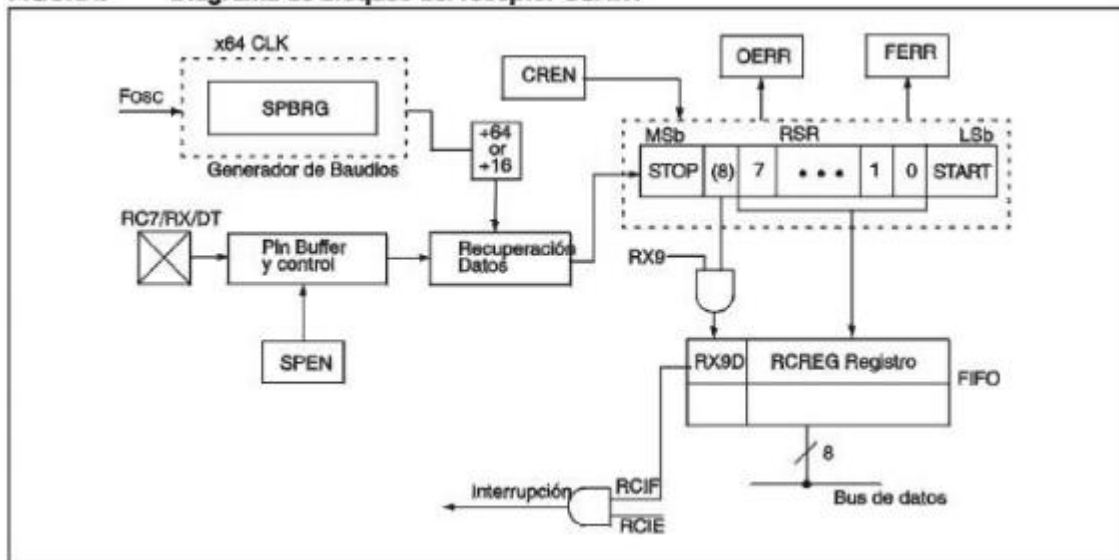 x64 CLK
FOSC
SPBRG
Generador de Baudios
+64
or
+16
CREN
OERR
FERR
MSb
RSR
LSb
STOP
(8)
7
• • •
1
0
START
RC7/RX/DT
Pin Buffer
y control
Recuperación
Datos
RX9
SPEN
RX9D
RCREG Registro
FIFO
8
Interrupción
RCIF
RCIE
Bus de datos